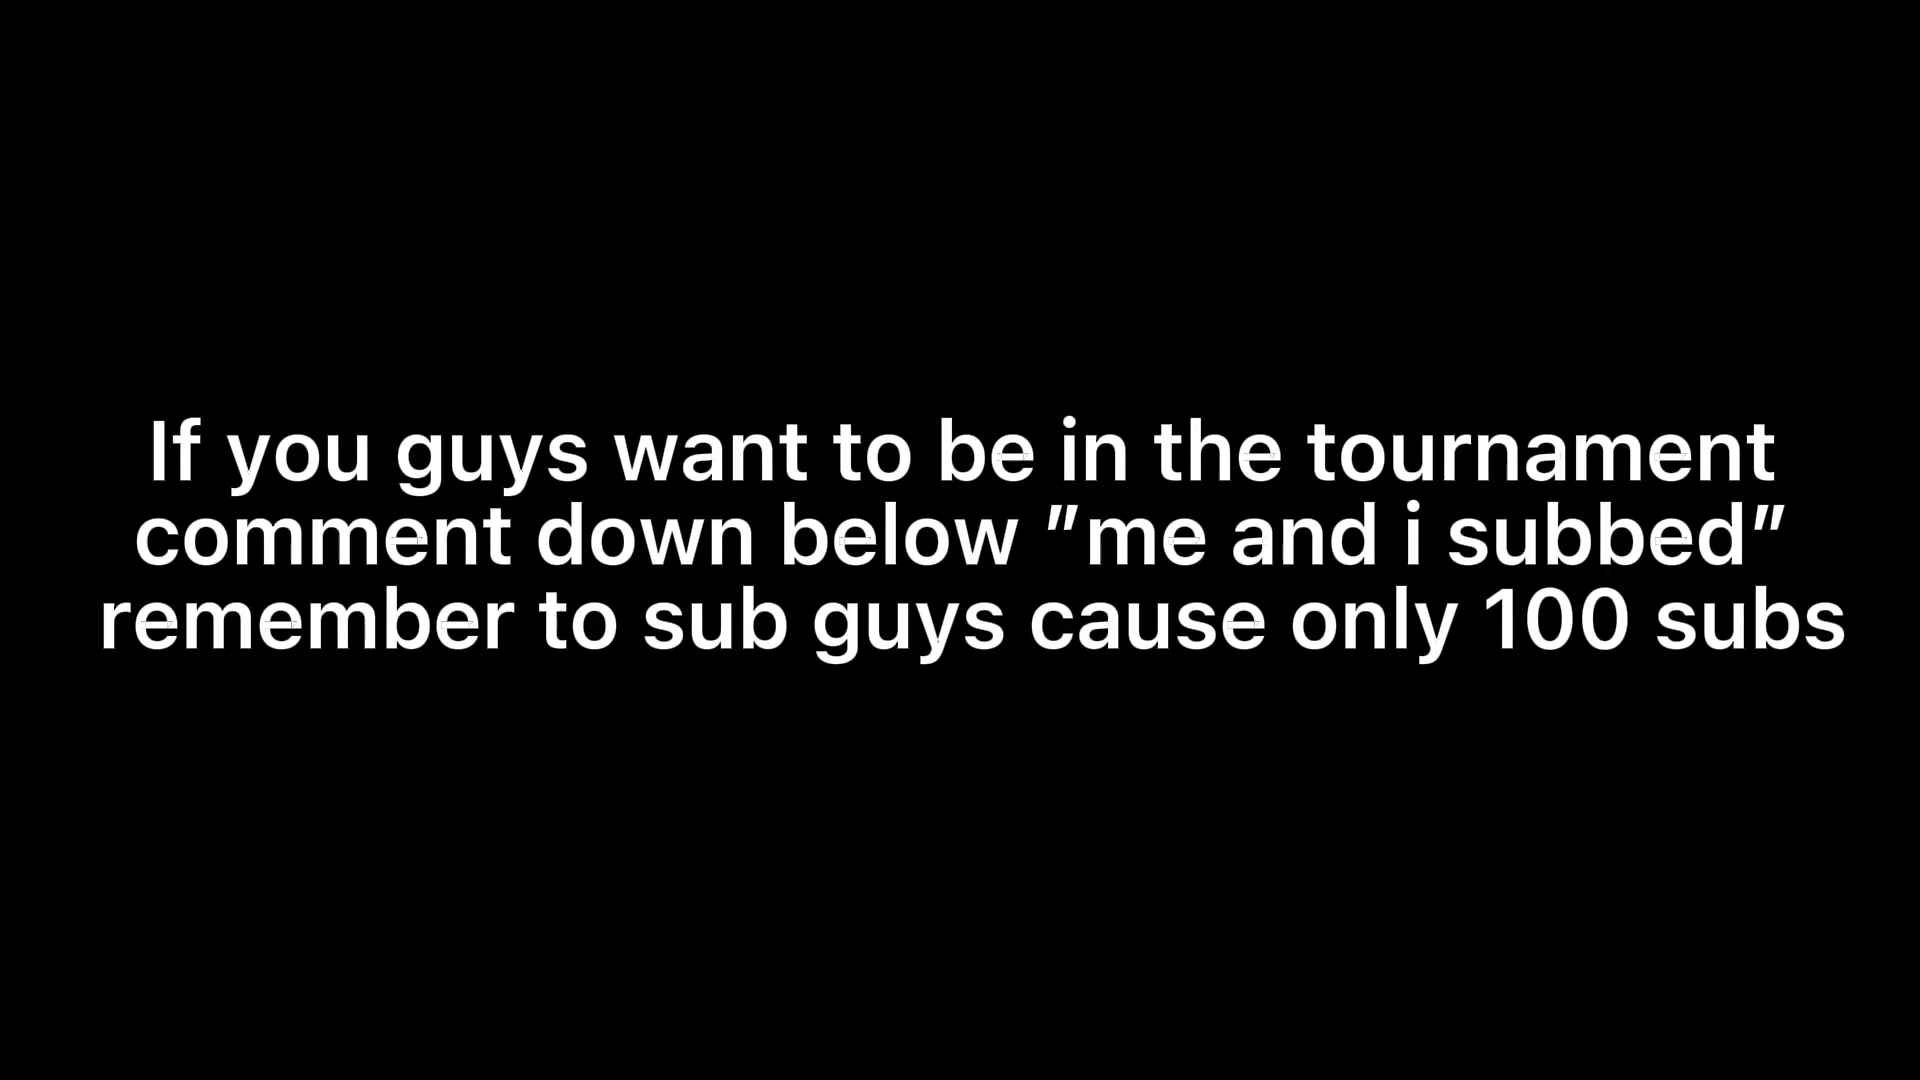 If you guys want to be in the tournament
comment down below "me and i subbed"
remember to sub guys cause only 100 subs